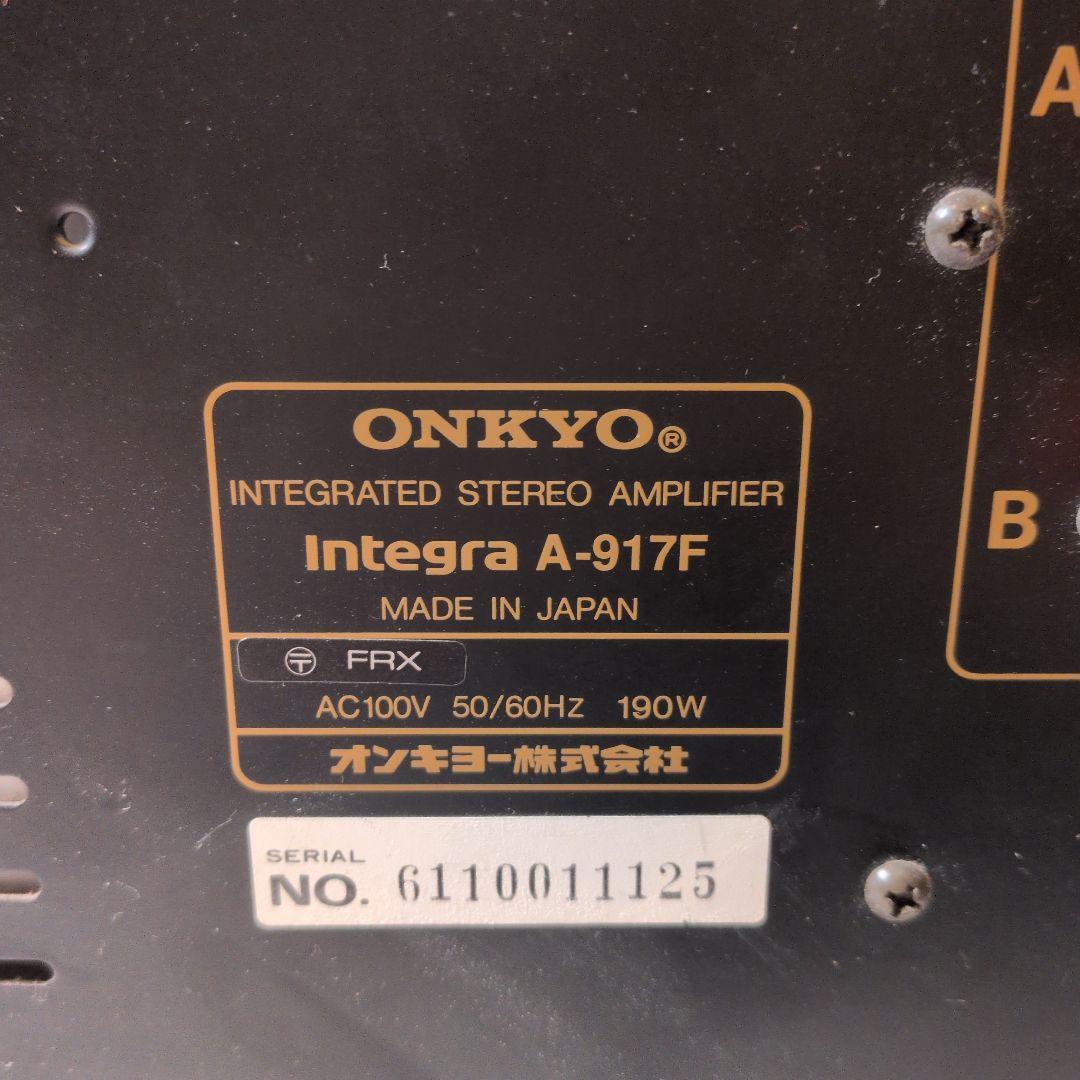 A
B
ONKYO®
INTEGRATED STEREO AMPLIFIER
Integra A-917F
MADE IN JAPAN
〶 FRX
AC100V 50/60Hz 190W
オンキヨー株式会社
SERIAL
NO. 6110011125